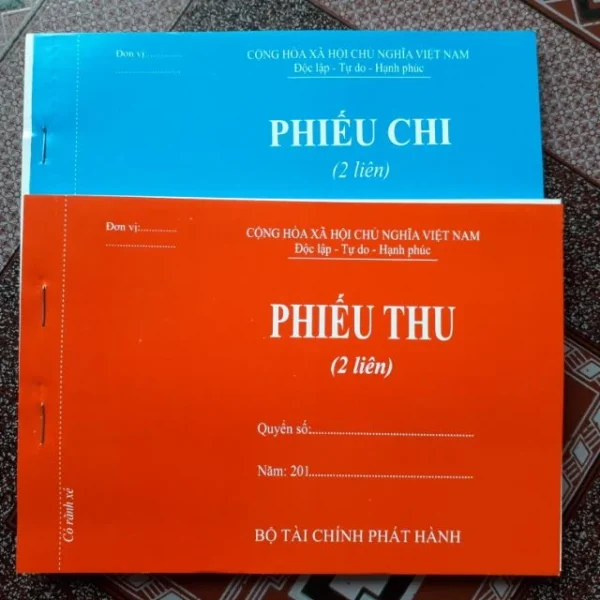 Đơn vị:............
CỘNG HÒA XÃ HỘI CHỦ NGHĨA VIỆT NAM
Độc lập - Tự do - Hạnh phúc
PHIẾU CHI
(2 liên)
Đơn vị:............
........................
CỘNG HÒA XÃ HỘI CHỦ NGHĨA VIỆT NAM
Độc lập - Tự do - Hạnh phúc
PHIẾU THU
(2 liên)
Quyển số:............................................
Năm: 201............................................
Có rãnh xé
BỘ TÀI CHÍNH PHÁT HÀNH